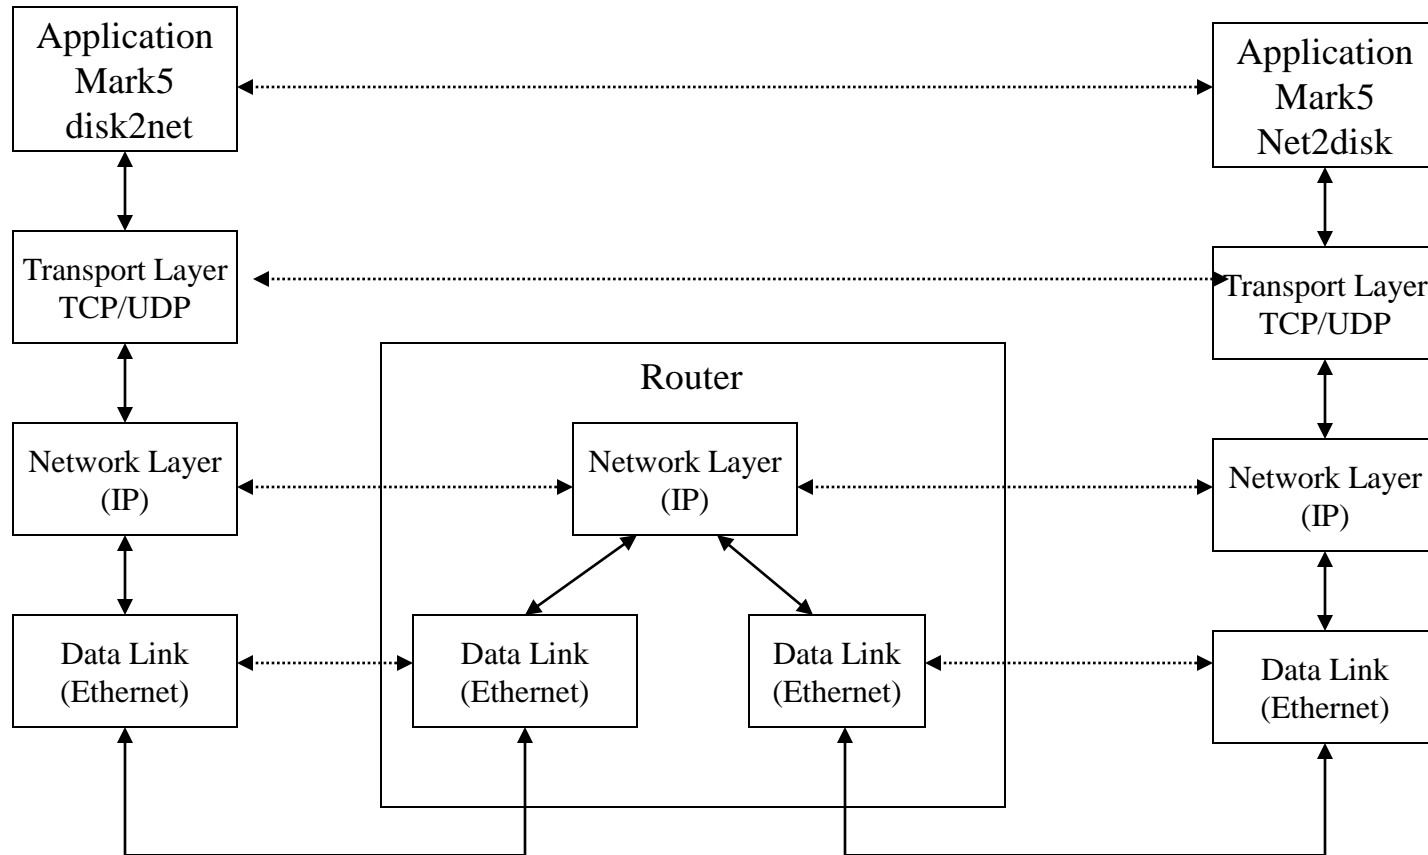 Application
Mark5
disk2net
Application
Mark5
Net2disk
Transport Layer
TCP/UDP
Transport Layer
TCP/UDP
Router
Network Layer
(IP)
Network Layer
(IP)
Network Layer
(IP)
Data Link
(Ethernet)
Data Link
(Ethernet)
Data Link
(Ethernet)
Data Link
(Ethernet)